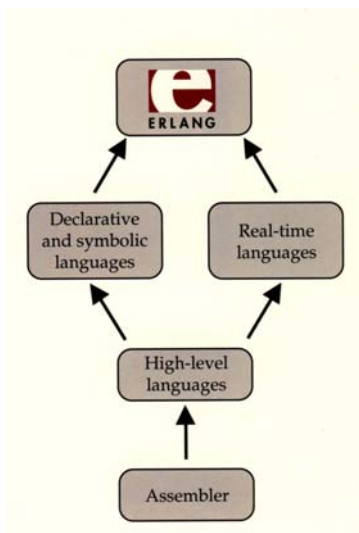 e
ERLANG
Declarative
and symbolic
languages
Real-time
languages
High-level
languages
Assembler